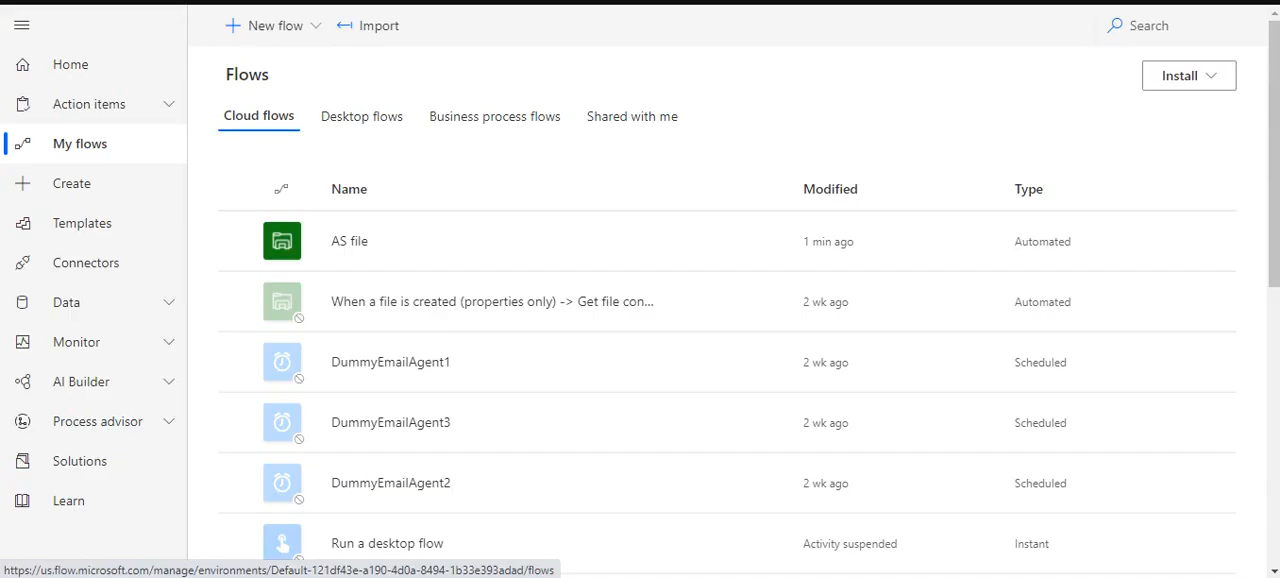 New flow
Import
Search
Home
Action items
My flows
Create
Templates
Connectors
Data
Monitor
AI Builder
Process advisor
Solutions
Learn
Flows
Install
Cloud flows
Desktop flows
Business process flows
Shared with me
Name Modified Type
AS file 1 min ago Automated
When a file is created (properties only) -> Get file con... 2 wk ago Automated
DummyEmailAgent1 2 wk ago Scheduled
DummyEmailAgent3 2 wk ago Scheduled
DummyEmailAgent2 2 wk ago Scheduled
Run a desktop flow Activity suspended Instant
https://us.flow.microsoft.com/manage/environments/Default-121df43e-a190-4d0a-8494-1b33e393adad/flows